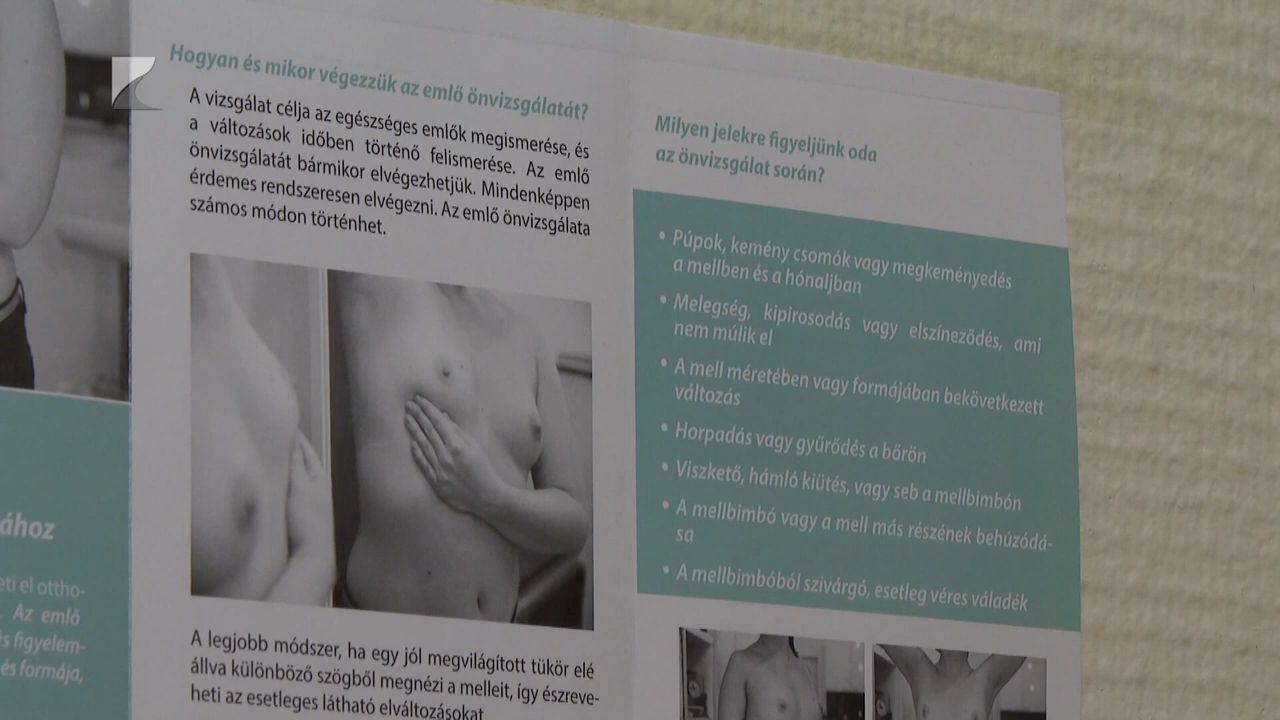 Hogyan és mikor végezzük az emlő önvizsgálatát?
A vizsgálat célja az egészséges emlők megismerése, és
a változások időben történő felismerése. Az emlő
önvizsgálatát bármikor elvégezhetjük. Mindenképpen
érdemes rendszeresen elvégezni. Az emlő önvizsgálata
számos módon történhet.
A legjobb módszer, ha egy jól megvilágított tükör elé
állva különböző szögből megnézi a melleit, így észreve-
heti az esetleges látható elváltozásokat
Milyen jelekre figyeljünk oda
az önvizsgálat során?
• Púpok, kemény csomók vagy megkeményedés
a mellben és a hónaljban
• Melegség, kipirosodás vagy elszíneződés, ami
nem múlik el
• A mell méretében vagy formájában bekövetkezett
változás
• Horpadás vagy gyűrődés a bőrön
• Viszkető, hámló kiütés, vagy seb a mellbimbón
• A mellbimbó vagy a mell más részének behúzódá-
sa
• A mellbimbóból szivárgó, esetleg véres váladék
ához
eti el ottho-
. Az emlő
s figyelem-
és formája,